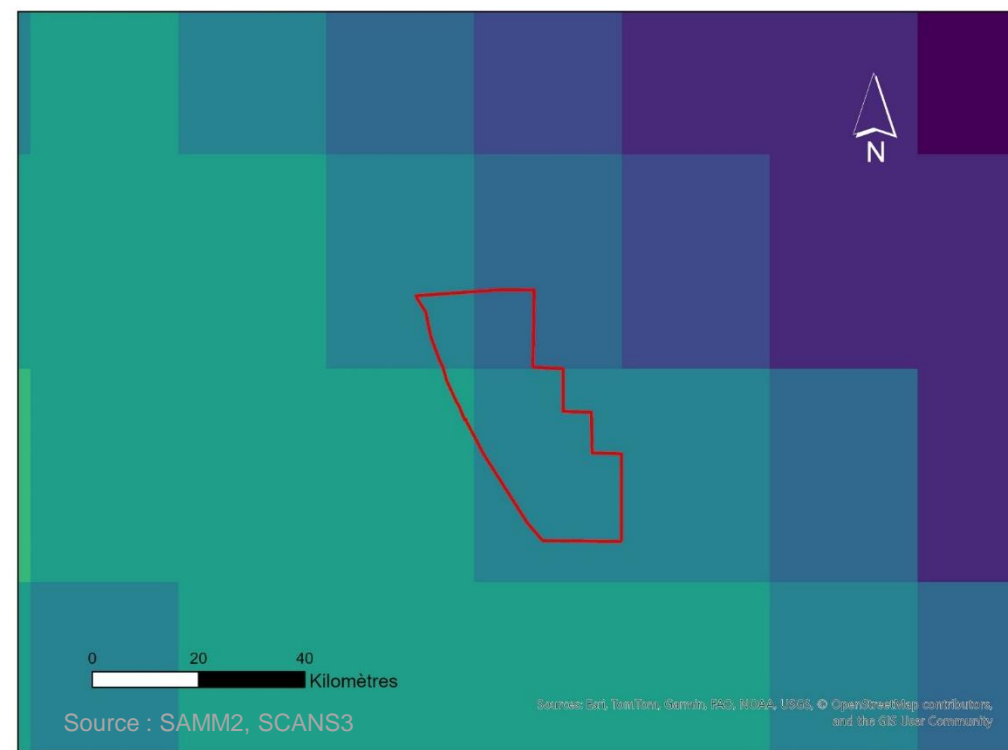 N
0 20 40
Kilomètres
Source : SAMM2, SCANS3
Sources: Esri, TomTom, Garmin, FAO, NOAA, USGS, © OpenStreetMap contributors,
and the GIS User Community